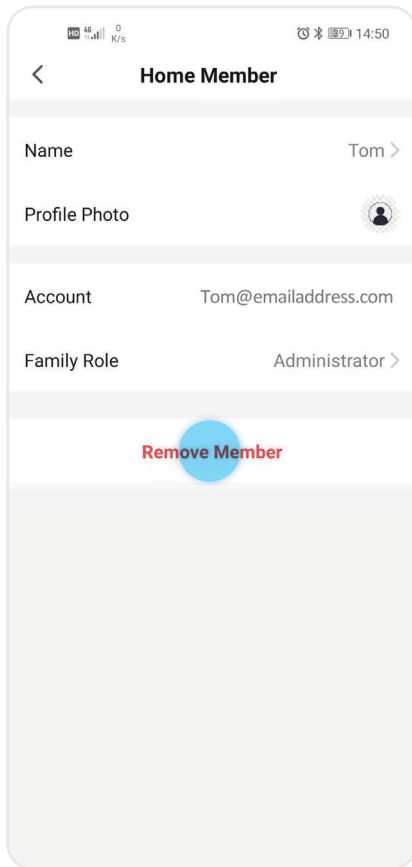 HD 4G 0 K/s 89 14:50
Home Member
Name Tom
Profile Photo
Account Tom@emailaddress.com
Family Role Administrator
Remove Member